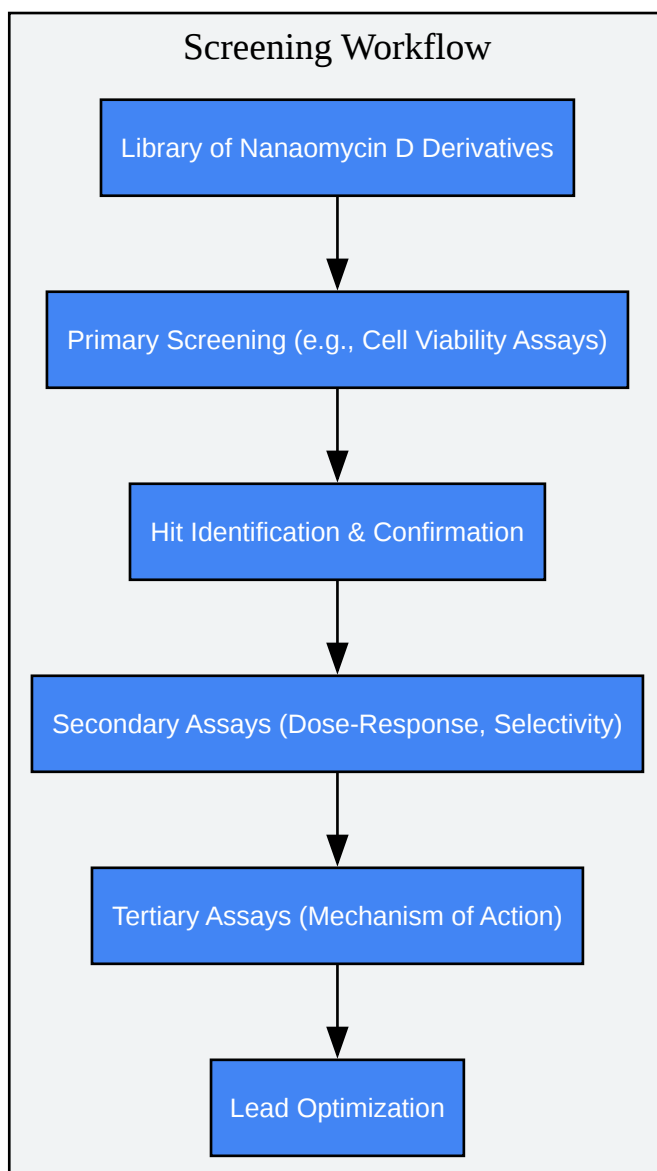 Screening Workflow
Library of Nanaomycin D Derivatives
Primary Screening (e.g., Cell Viability Assays)
Hit Identification & Confirmation
Secondary Assays (Dose-Response, Selectivity)
Tertiary Assays (Mechanism of Action)
Lead Optimization